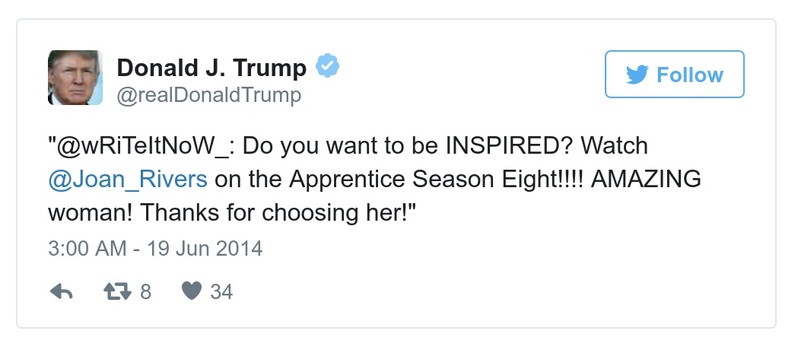 Donald J. Trump
@realDonaldTrump
Follow
"@wRiTeItNoW_: Do you want to be INSPIRED? Watch
@Joan_Rivers on the Apprentice Season Eight!!!! AMAZING
woman! Thanks for choosing her!"
3:00 AM - 19 Jun 2014
8 34